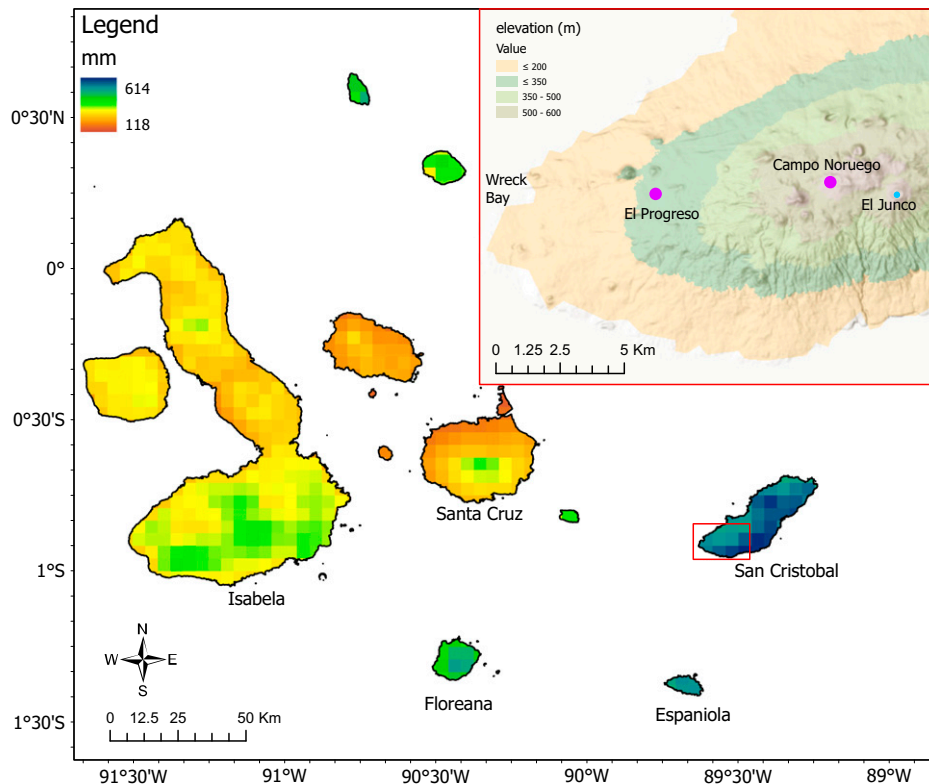 Legend
mm
614
118
elevation (m)
Value
≤ 200
≤ 350
350 - 500
500 - 600
Wreck
Bay
El Progreso
Campo Noruego
El Junco
0 1.25 2.5 5 Km
0°30'N
0°
0°30'S
1°S
1°30'S
Santa Cruz
San Cristobal
Isabela
Floreana
Espaniola
N
W E
S
0 12.5 25 50 Km
91°30'W 91°W 90°30'W 90°W 89°30'W 89°W